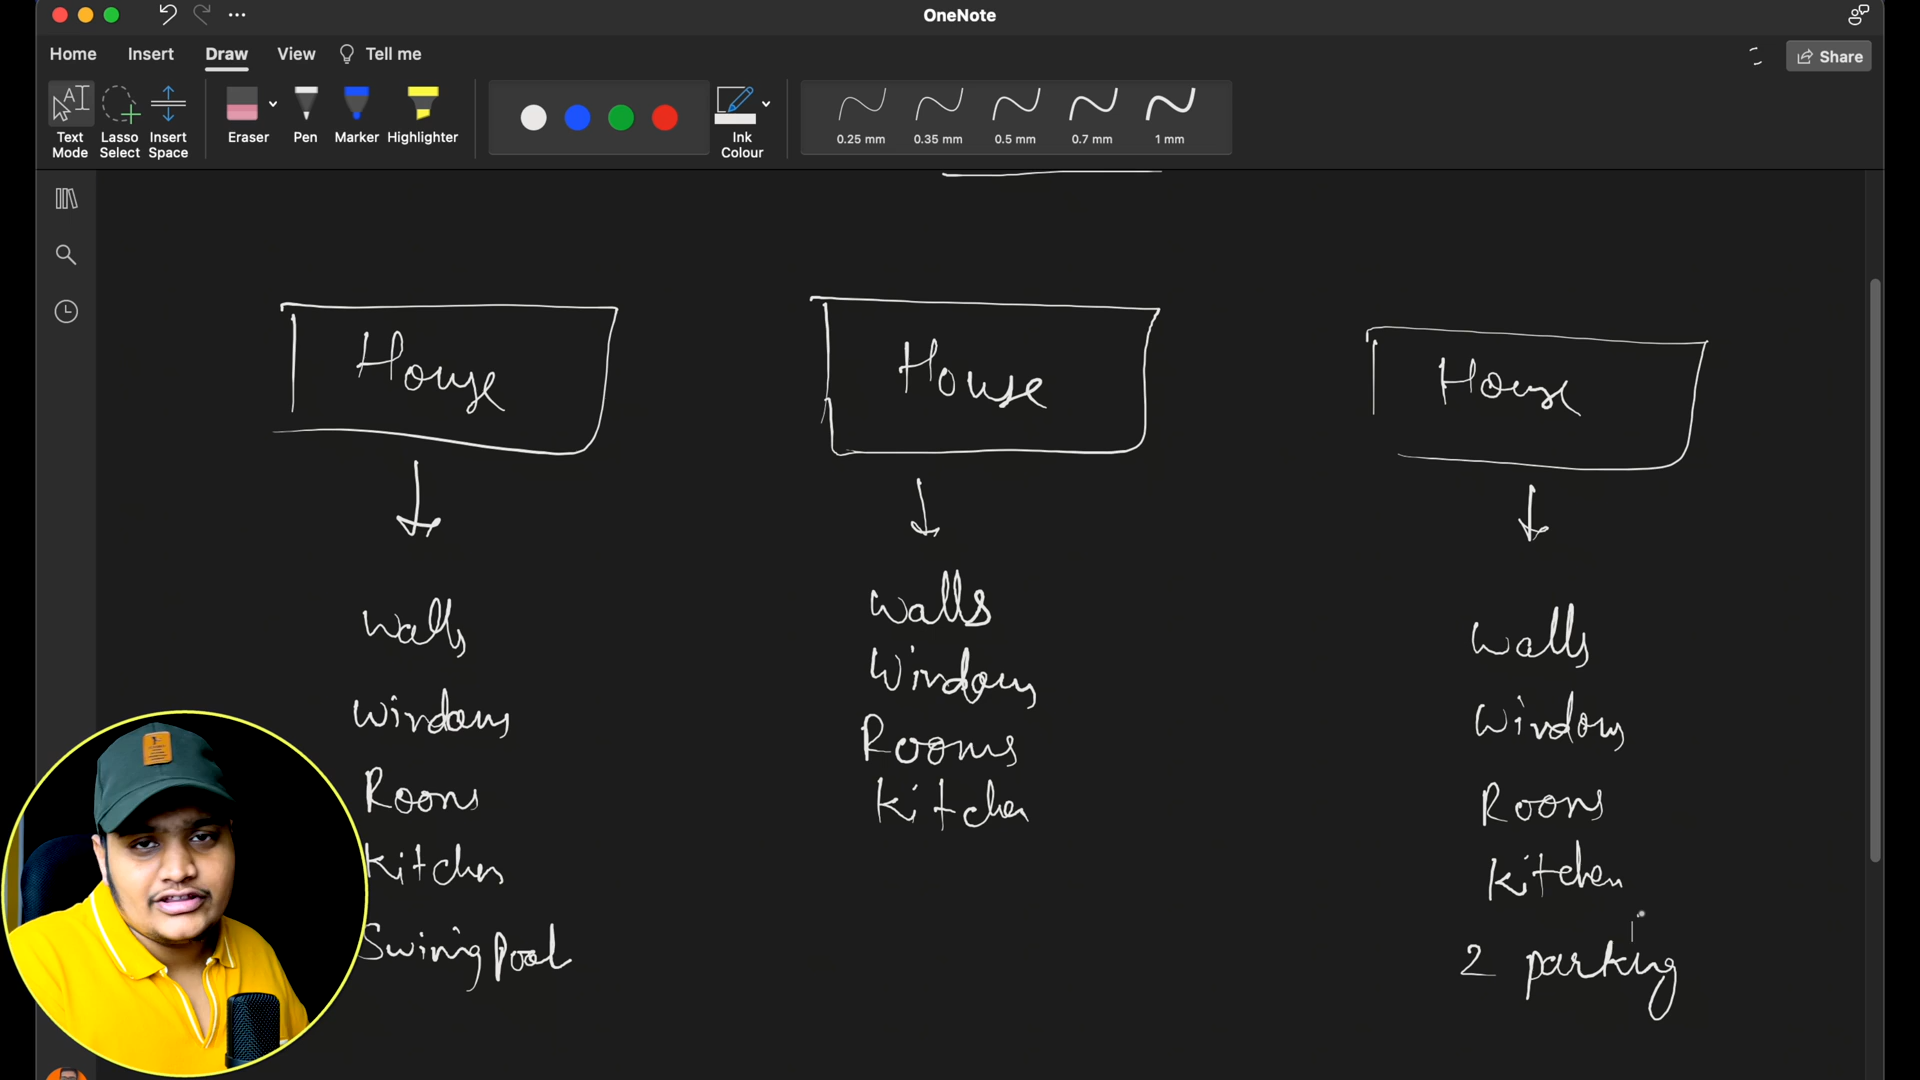 OneNote
Home Insert Draw View Tell me
Share
Text Mode
Lasso Select
Insert Space
Eraser
Pen
Marker
Highlighter
Ink Colour
0.25 mm
0.35 mm
0.5 mm
0.7 mm
1 mm
House
Walls
Windows
Rooms
Kitchen
Swimming Pool
House
Walls
Windows
Rooms
Kitchen
House
Walls
Windows
Rooms
Kitchen
2 parking